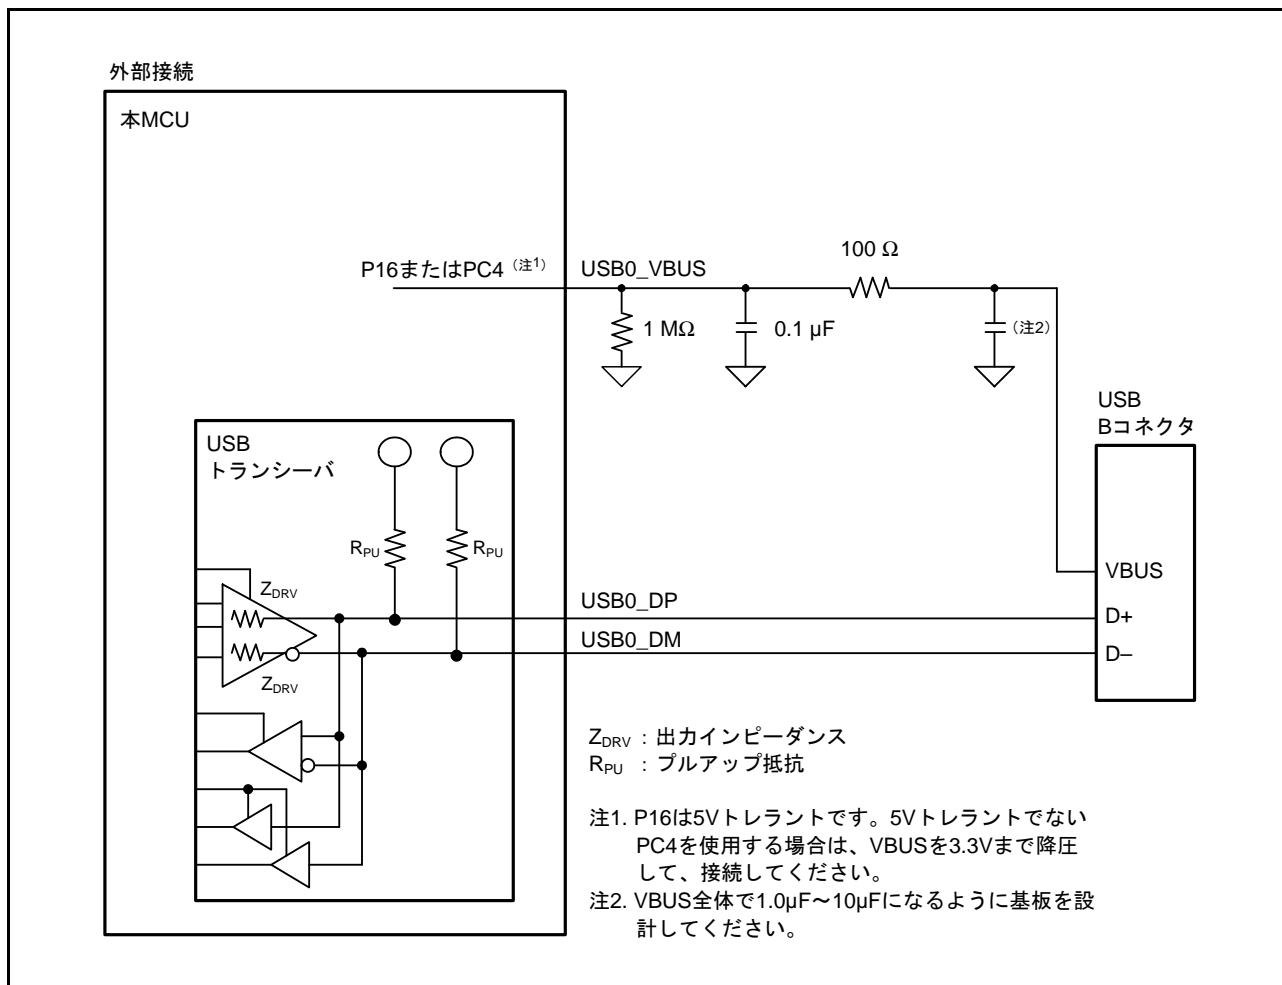 外部接続
本MCU
P16またはPC4（注1）
USB0_VBUS
100 Ω
1 MΩ
0.1 µF
（注2）
USB
Bコネクタ
USB
トランシーバ
RPU
RPU
VBUS
ZDRV
USB0_DP
D+
USB0_DM
D–
ZDRV
ZDRV ：出力インピーダンス
RPU ：プルアップ抵抗
注1. P16は5Vトレラントです。5Vトレラントでない
PC4を使用する場合は、VBUSを3.3Vまで降圧
して、接続してください。
注2. VBUS全体で1.0µF～10µFになるように基板を設
計してください。